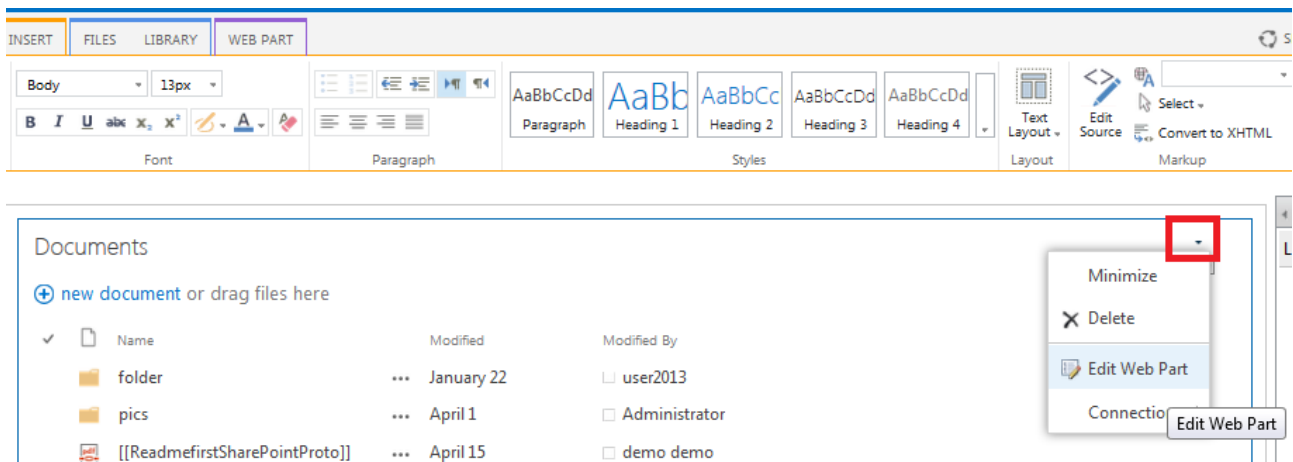 INSERT FILES LIBRARY WEB PART S
Body 13px
AaBbCcDd AaBb AaBbCc AaBbCcDd AaBbCcDd
Paragraph Heading 1 Heading 2 Heading 3 Heading 4
B I U abc x₂ x²
Text Layout
Edit Source
Select
Convert to XHTML
Font Paragraph Styles Layout Markup
Documents
L
Minimize
new document or drag files here
Delete
Name Modified Modified By
folder ... January 22 user2013
Edit Web Part
pics ... April 1 Administrator
Connectio
Edit Web Part
[[ReadmefirstSharePointProto]] ... April 15 demo demo